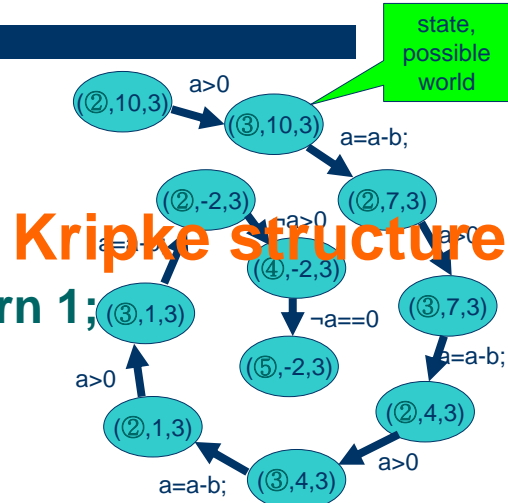 state,
possible
world
a>0
(②,10,3)
(③,10,3)
a=a-b;
(②,-2,3)
(②,7,3)
¬a>0
a>0
Kripke structure
(④,-2,3)
rn 1;
(③,1,3)
¬a==0
(③,7,3)
a=a-b;
(⑤,-2,3)
a>0
(②,4,3)
(②,1,3)
a>0
a=a-b;
(③,4,3)